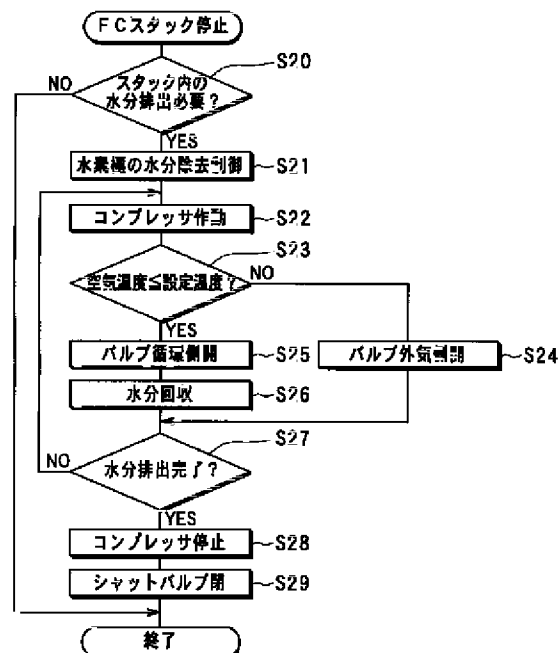 FCスタック停止
S20
スタック内の
水分排出必要?
NO
YES
水素極の水分除去制御
S21
コンプレッサ作動
S22
S23
空気温度≦設定温度?
NO
YES
バルブ循環側開
S25
バルブ外気側開
S24
水分回収
S26
S27
水分排出完了?
NO
YES
コンプレッサ停止
S28
シャットバルブ閉
S29
終了